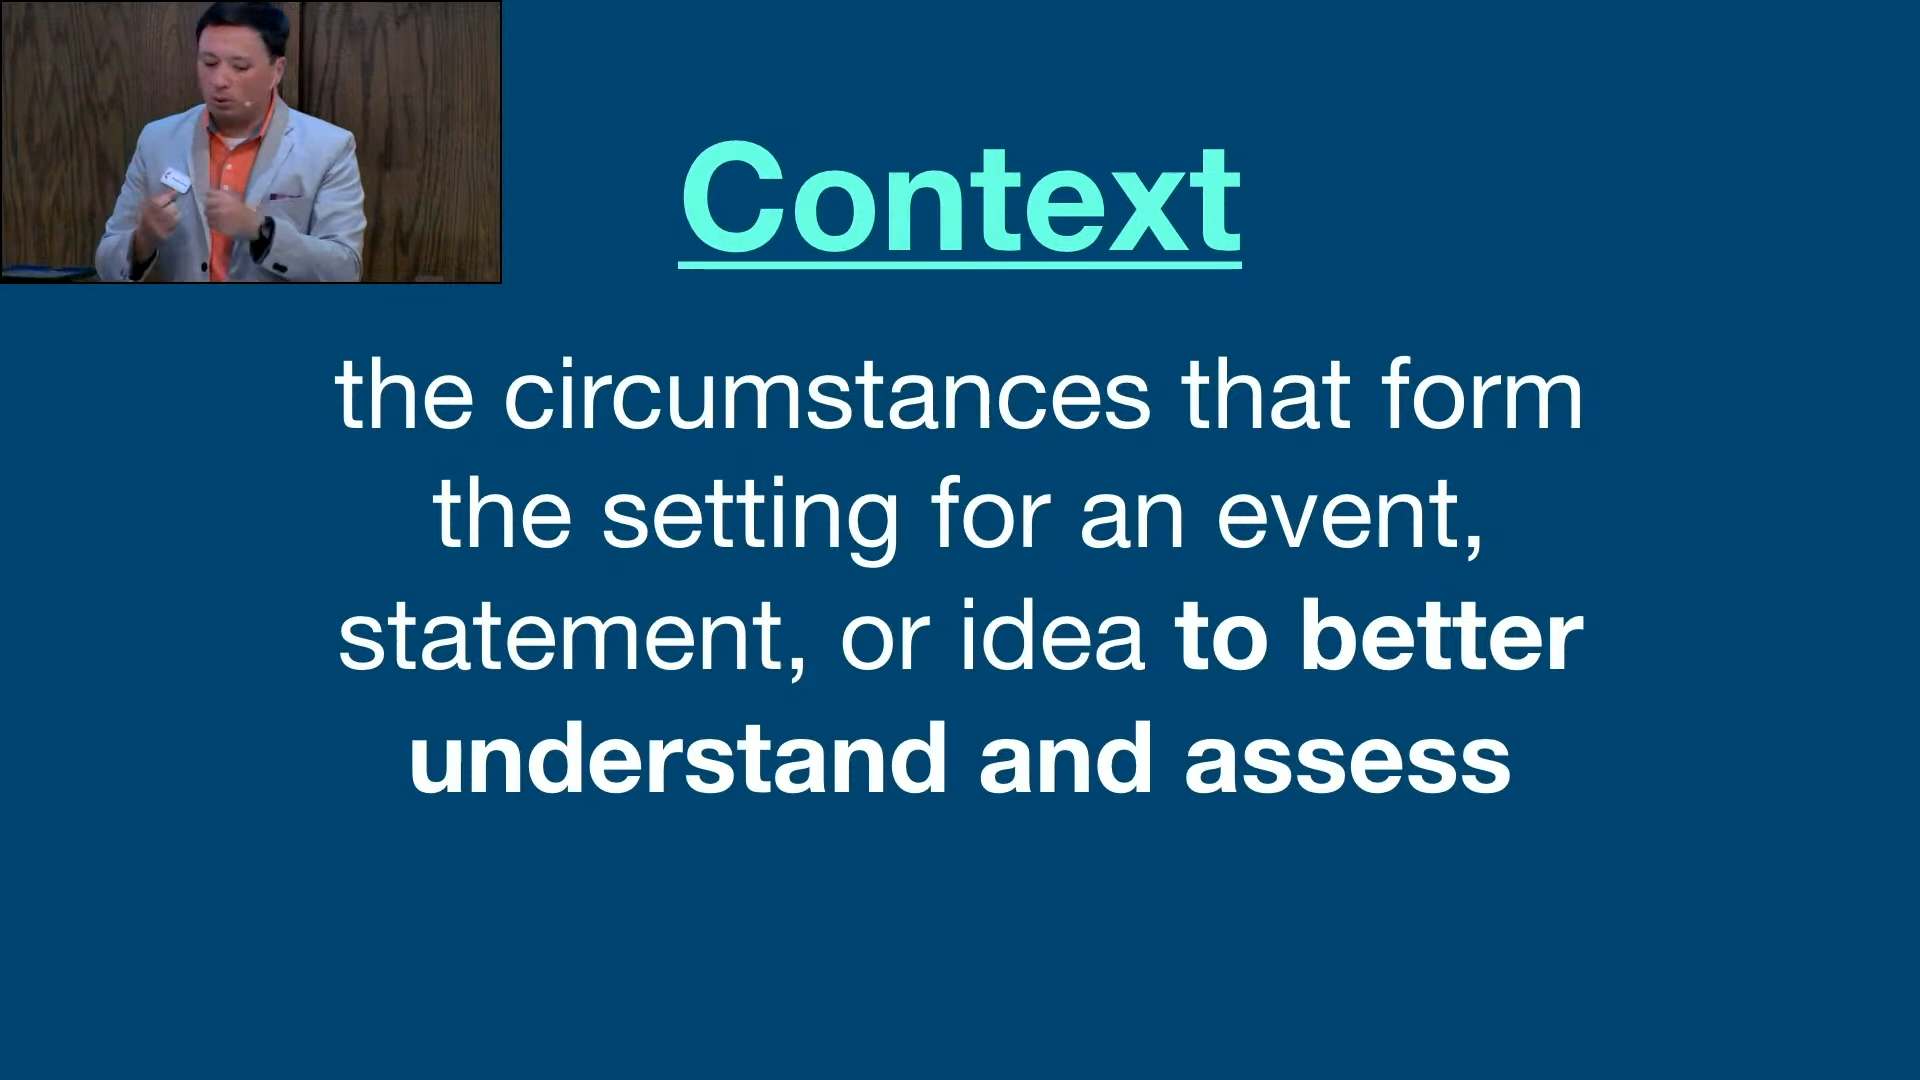 Context
the circumstances that form
the setting for an event,
statement, or idea to better
understand and assess